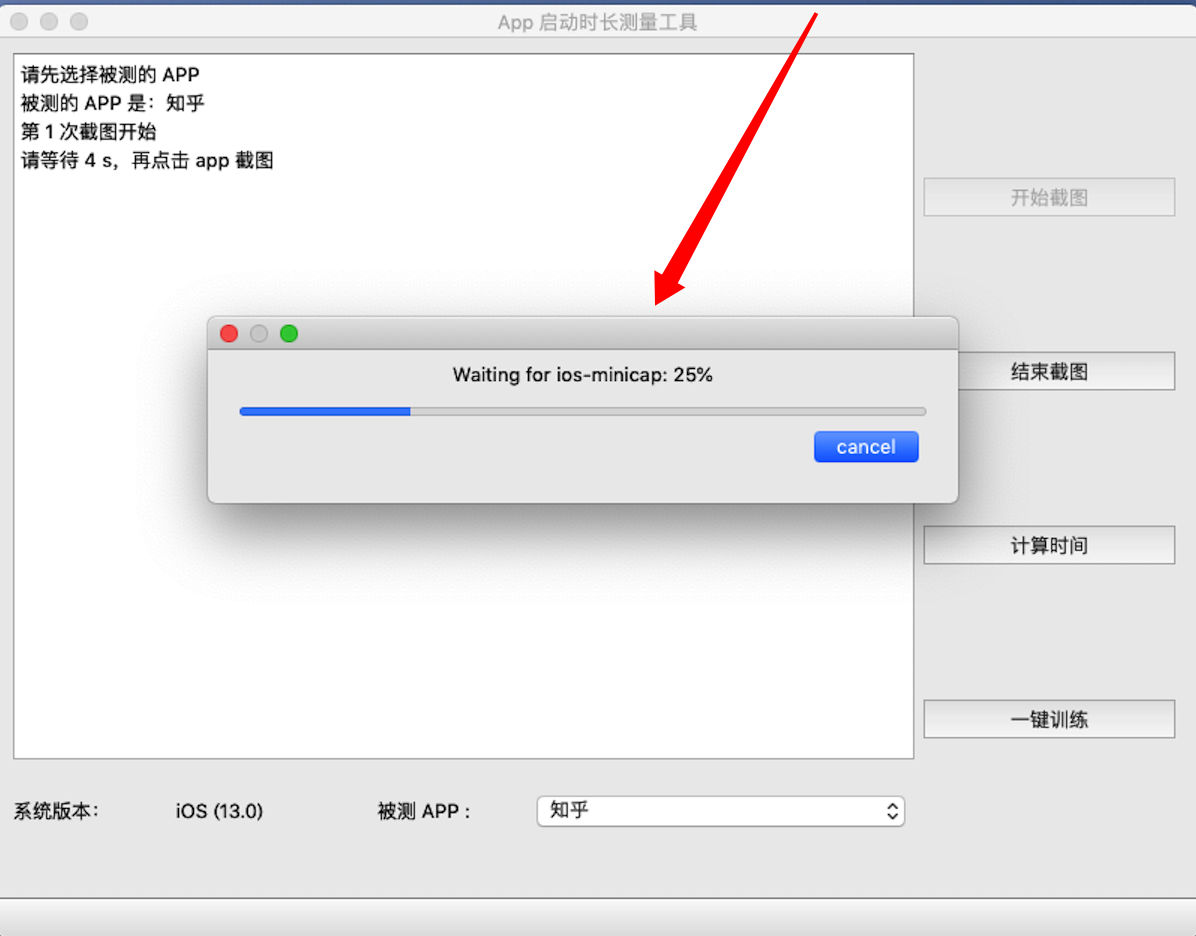 App 启动时长测量工具
请先选择被测的 APP
被测的 APP 是：知乎
第 1 次截图开始
请等待 4 s，再点击 app 截图
开始截图
Waiting for ios-minicap: 25%
cancel
结束截图
计算时间
一键训练
系统版本： iOS (13.0) 被测 APP : 知乎